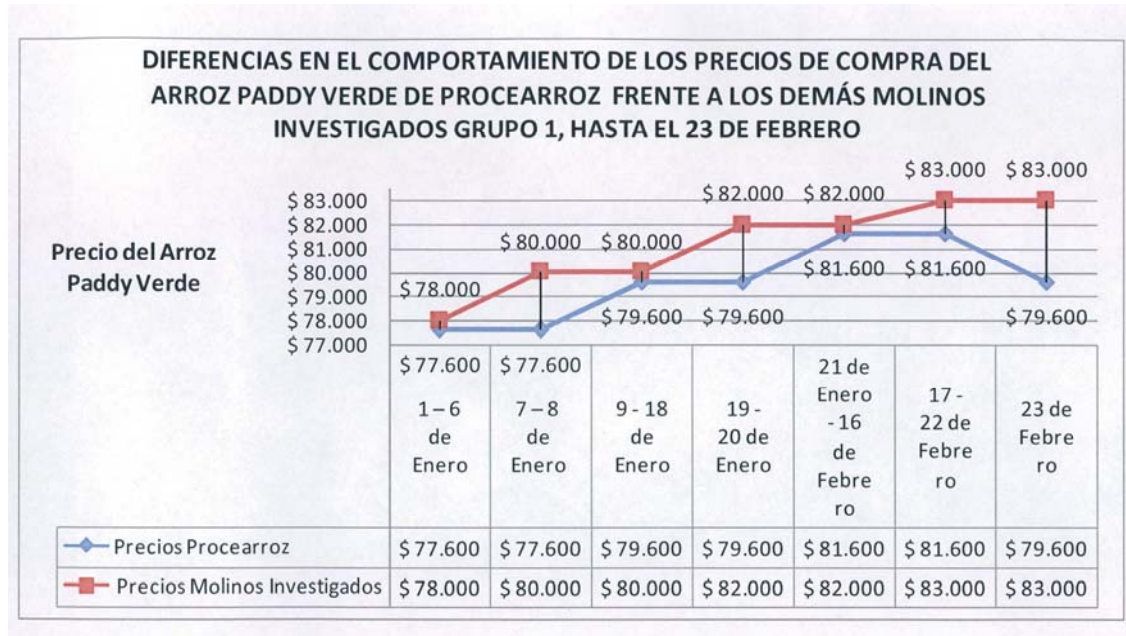 DIFERENCIAS EN EL COMPORTAMIENTO DE LOS PRECIOS DE COMPRA DEL
ARROZ PADDY VERDE DE PROCEARROZ FRENTE A LOS DEMÁS MOLINOS
INVESTIGADOS GRUPO 1, HASTA EL 23 DE FEBRERO
Precio del Arroz
Paddy Verde
$ 83.000
$ 82.000
$ 81.000
$ 80.000
$ 79.000
$ 78.000
$ 77.000
$ 78.000
$ 80.000
$ 80.000
$ 82.000
$ 82.000
$ 83.000
$ 83.000
$ 77.600
$ 77.600
$ 79.600
$ 79.600
$ 81.600
$ 81.600
$ 79.600
1 – 6
de
Enero
7 – 8
de
Enero
9 - 18
de
Enero
19 -
20 de
Enero
21 de
Enero
- 16
de
Febre
ro
17 -
22 de
Febre
ro
23 de
Febre
ro
Precios Procearroz $ 77.600 $ 77.600 $ 79.600 $ 79.600 $ 81.600 $ 81.600 $ 79.600
Precios Molinos Investigados $ 78.000 $ 80.000 $ 80.000 $ 82.000 $ 82.000 $ 83.000 $ 83.000